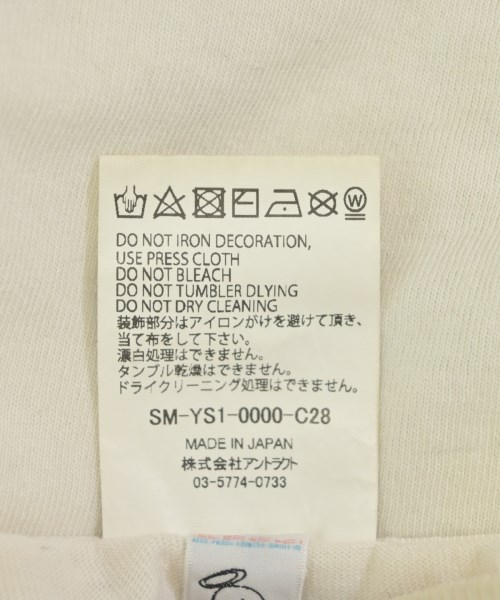 DO NOT IRON DECORATION,
USE PRESS CLOTH
DO NOT BLEACH
DO NOT TUMBLER DLYING
DO NOT DRY CLEANING
装飾部分はアイロンがけを避けて頂き、
当て布をして下さい。
漂白処理はできません。
タンブル乾燥はできません。
ドライクリーニング処理はできません。
SM-YS1-0000-C28
MADE IN JAPAN
株式会社アントラクト
03-5774-0733